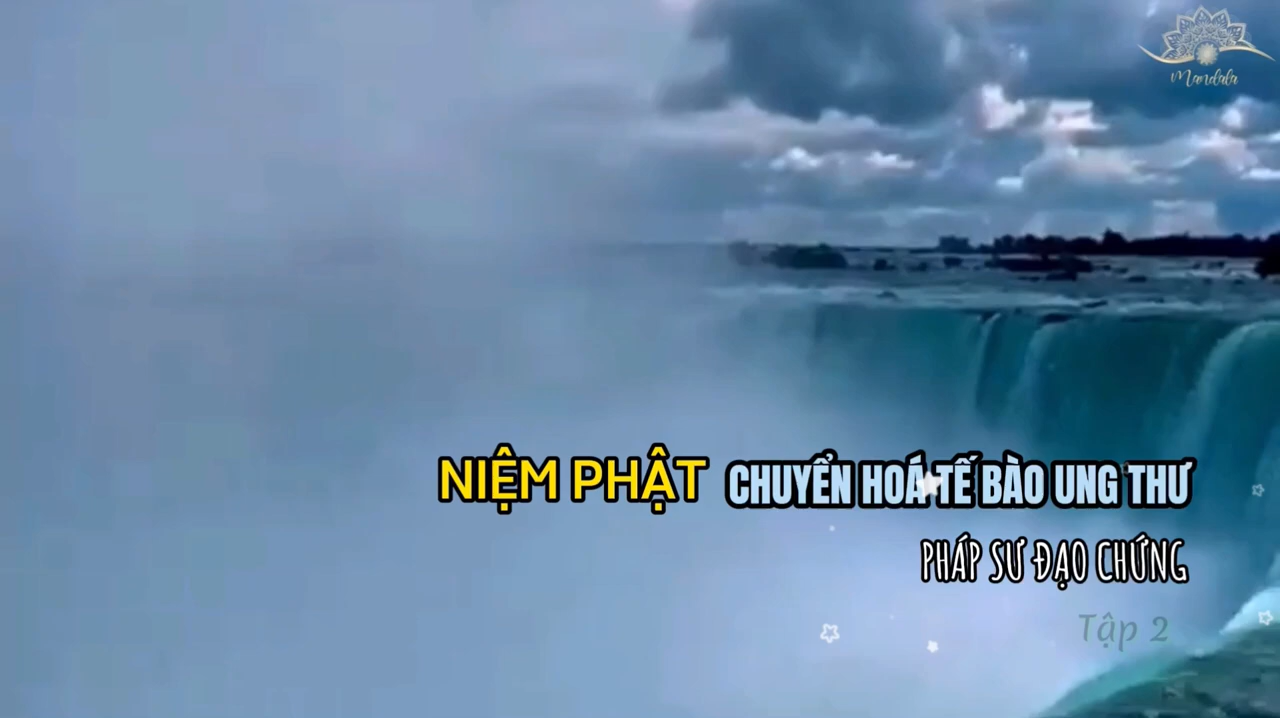 Mandala
NIỆM PHẬT CHUYỂN HOÁ TẾ BÀO UNG THƯ
PHÁP SƯ ĐẠO CHỨNG
Tập 2